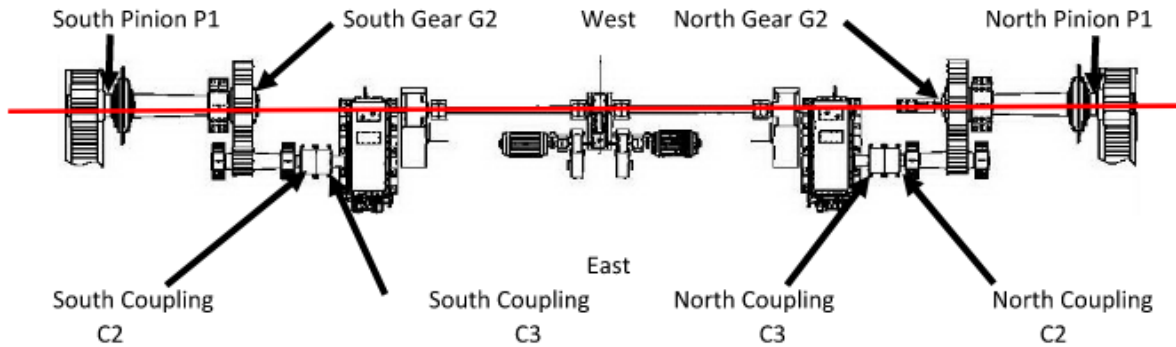 South Pinion P1
South Gear G2
West
North Gear G2
North Pinion P1
East
South Coupling
C2
South Coupling
C3
North Coupling
C3
North Coupling
C2